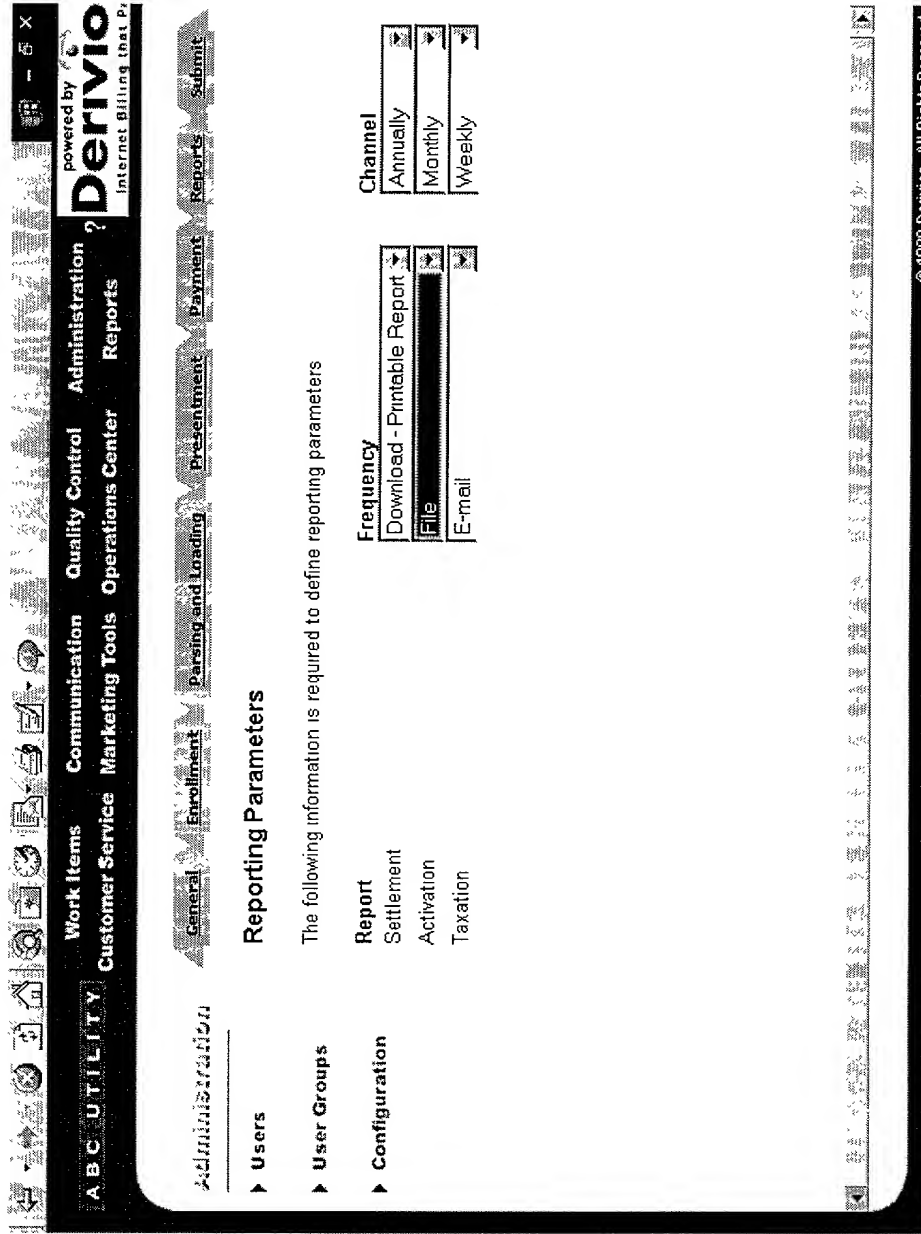 powered by
Derivio
Internet Billing that P
A B C U T I L I T Y
Work Items Communication Quality Control Administration ?
Customer Service Marketing Tools Operations Center Reports
Administration
General Enrollment Parsing and Loading Presentment Payment Reports Submit
Users
User Groups
Configuration
Reporting Parameters
The following information is required to define reporting parameters
Report Frequency Channel
Settlement Download - Printable Report Annually
Activation File Monthly
Taxation E-mail Weekly